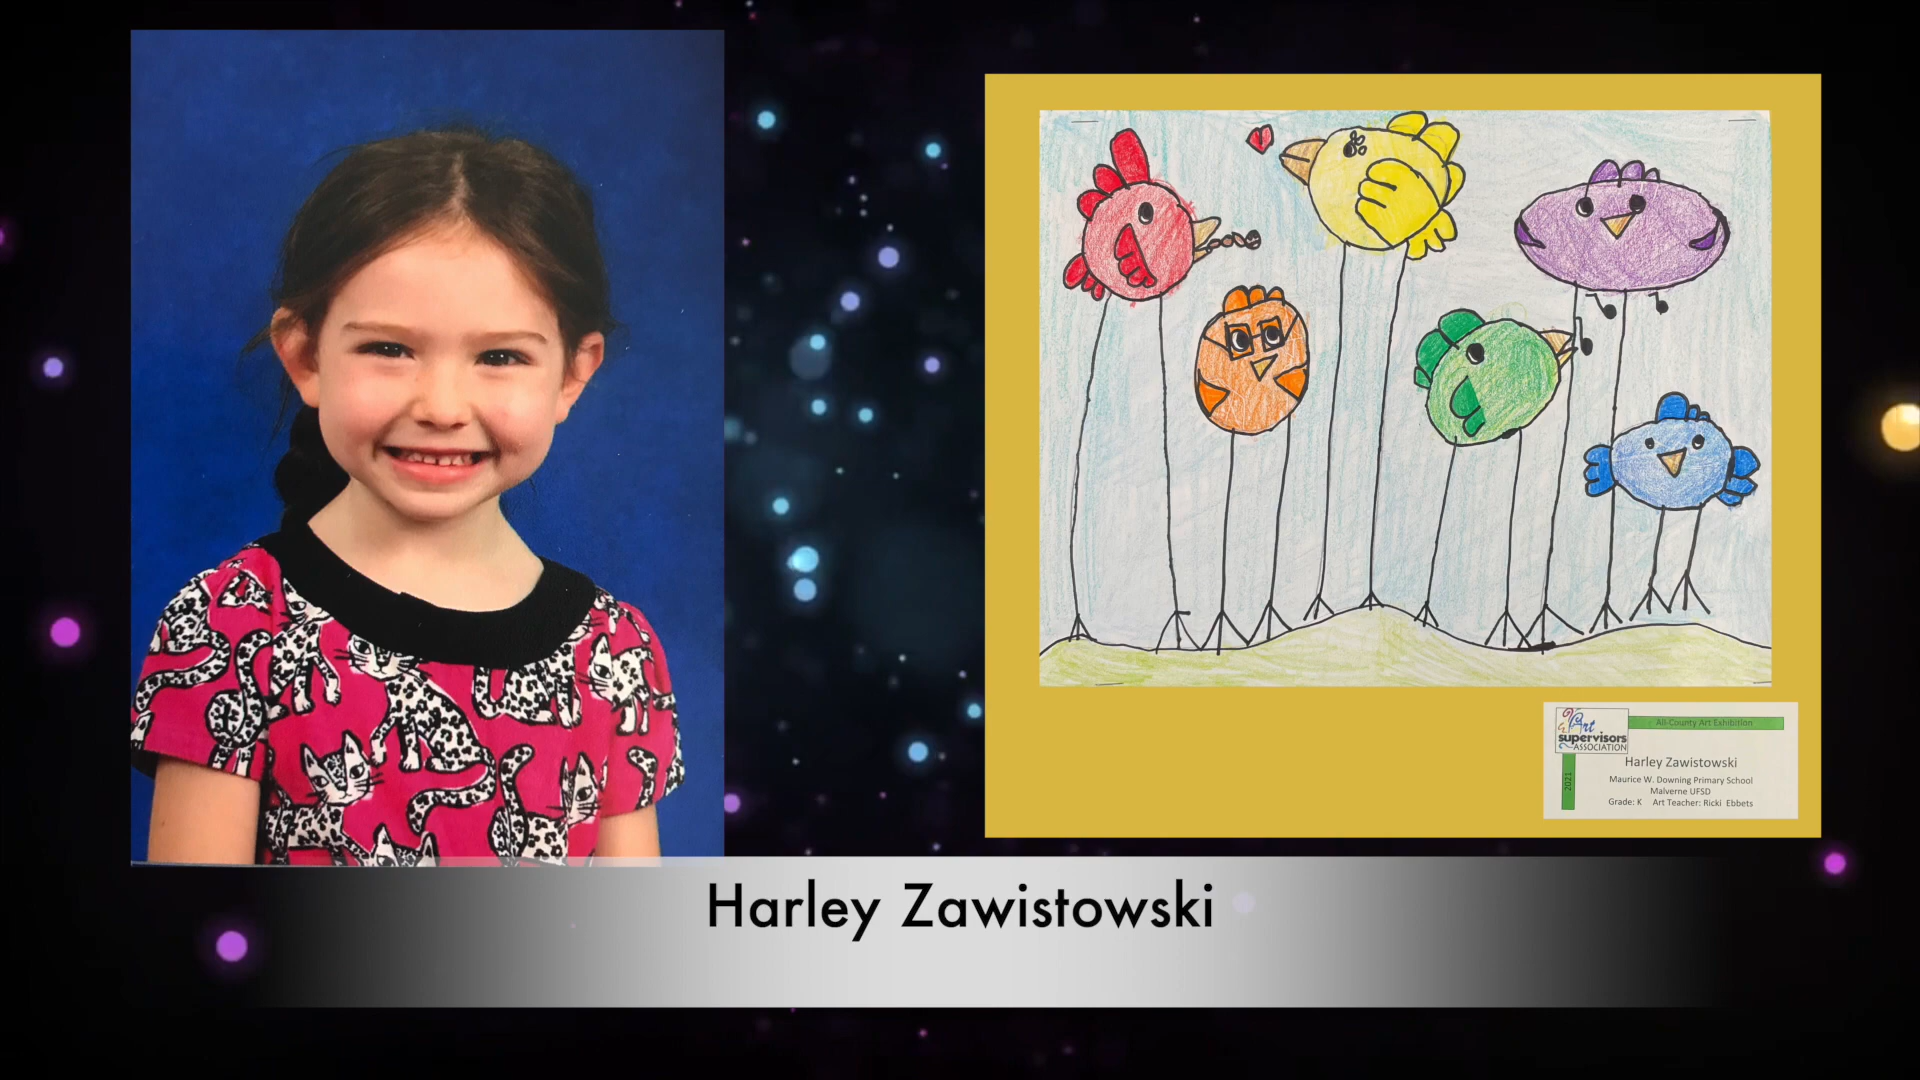 All-County Art Exhibition
Art
supervisors
ASSOCIATION
2021
Harley Zawistowski
Maurice W. Downing Primary School
Malverne UFSD
Grade: K Art Teacher: Ricki Ebbets
Harley Zawistowski